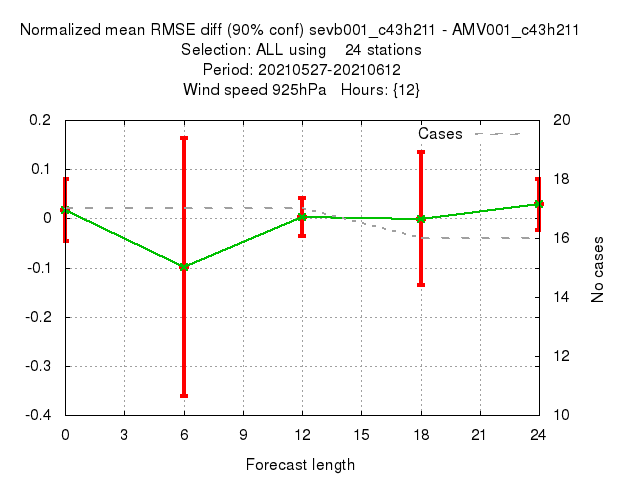 Normalized mean RMSE diff (90% conf) sevb001_c43h211 - AMV001_c43h211
Selection: ALL using 24 stations
Period: 20210527-20210612
Wind speed 925hPa Hours: {12}
Cases
0.2
0.1
0
-0.1
-0.2
-0.3
-0.4
20
18
16
14
12
10
No cases
0 3 6 9 12 15 18 21 24
Forecast length